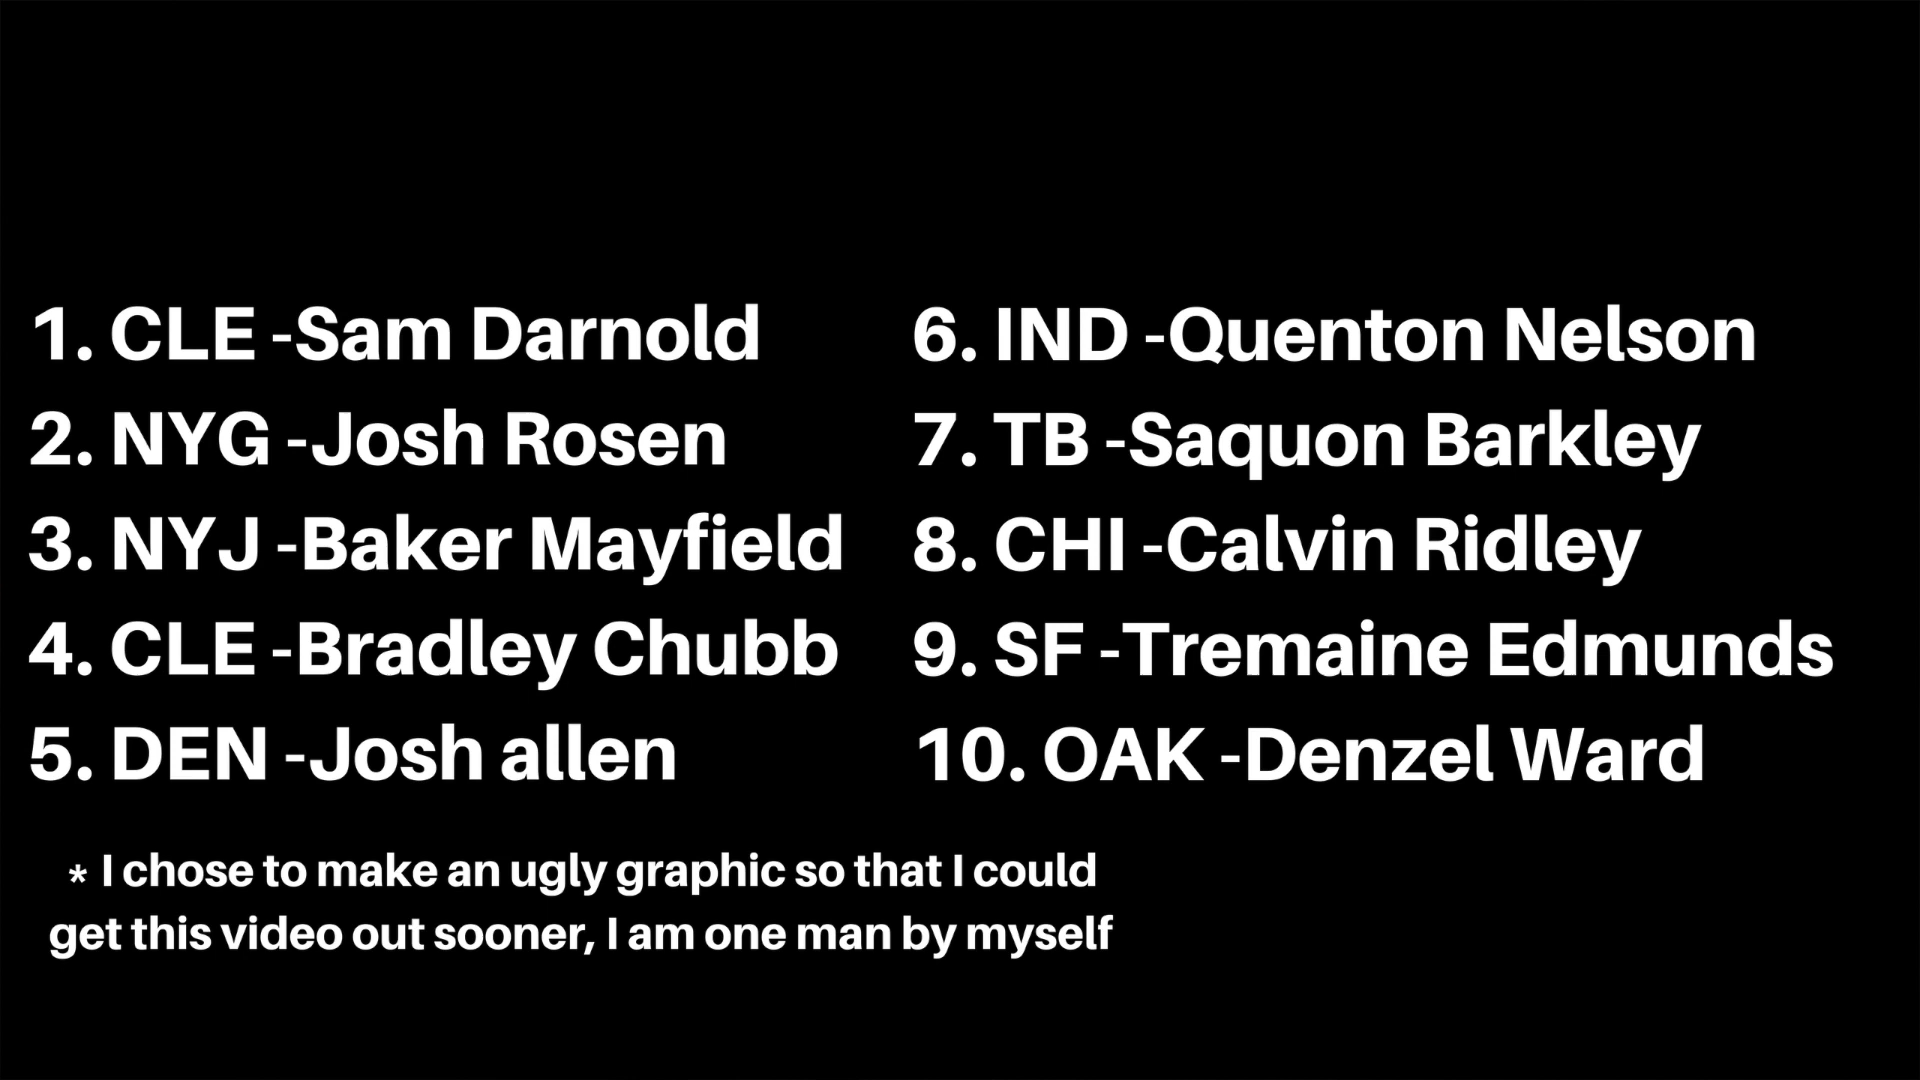 1. CLE -Sam Darnold
2. NYG -Josh Rosen
3. NYJ -Baker Mayfield
4. CLE -Bradley Chubb
5. DEN -Josh allen
6. IND -Quenton Nelson
7. TB -Saquon Barkley
8. CHI -Calvin Ridley
9. SF -Tremaine Edmunds
10. OAK -Denzel Ward
* I chose to make an ugly graphic so that I could
get this video out sooner, I am one man by myself